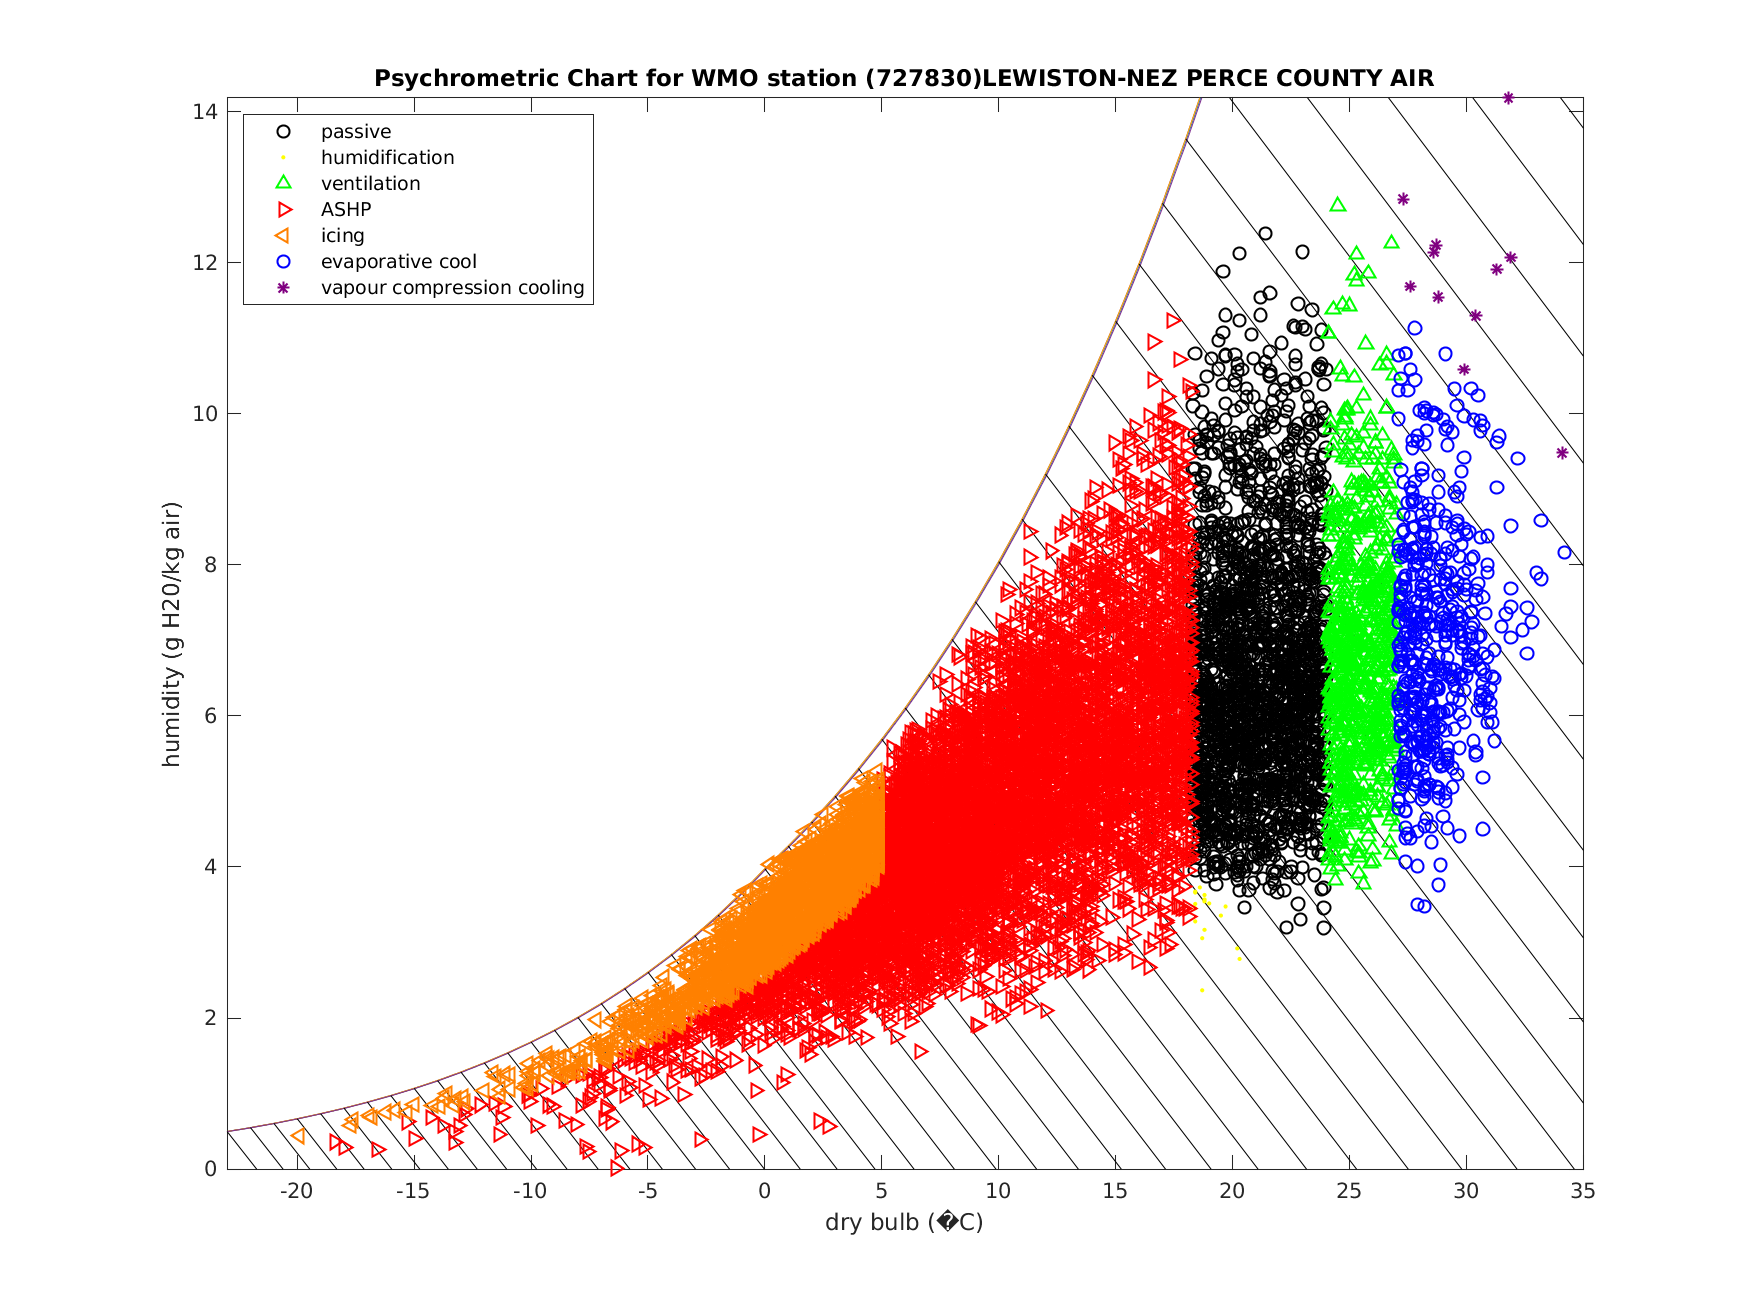 Psychrometric Chart for WMO station (727830)LEWISTON-NEZ PERCE COUNTY AIR
passive
humidification
ventilation
ASHP
icing
evaporative cool
vapour compression cooling
humidity (g H20/kg air)
14
12
10
8
6
4
2
0
-20 -15 -10 -5 0 5 10 15 20 25 30 35
dry bulb (�C)